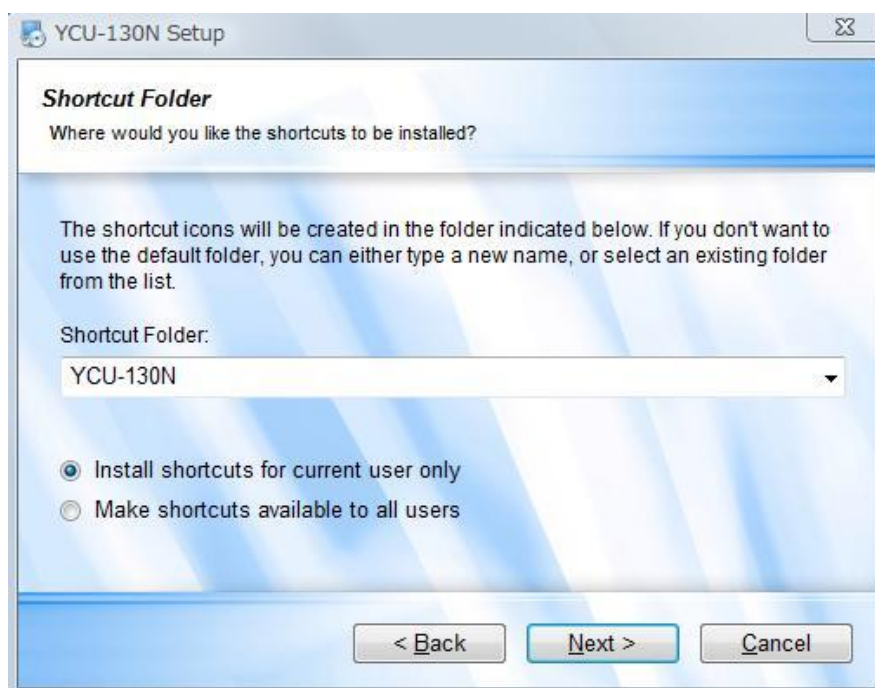 YCU-130N Setup
Shortcut Folder
Where would you like the shortcuts to be installed?
The shortcut icons will be created in the folder indicated below. If you don't want to
use the default folder, you can either type a new name, or select an existing folder
from the list.
Shortcut Folder:
YCU-130N
Install shortcuts for current user only
Make shortcuts available to all users
< Back Next > Cancel